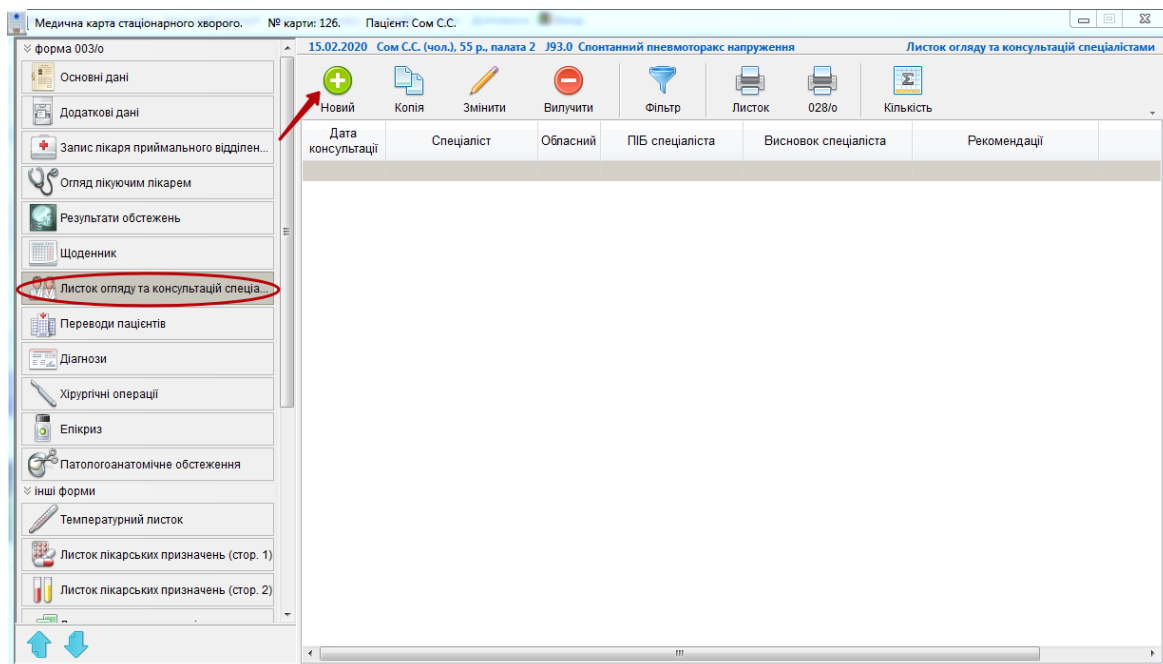 Медична карта стаціонарного хворого. № карти: 126. Пацієнт: Сом С.С.
форма 003/о
Основні дані
Додаткові дані
Запис лікаря приймального відділен...
Огляд лікуючим лікарем
Результати обстежень
Щоденник
Листок огляду та консультацій спеціа...
Переводи пацієнтів
Діагнози
Хірургічні операції
Епікриз
Патологоанатомічне обстеження
інші форми
Температурний листок
Листок лікарських призначень (стор. 1)
Листок лікарських призначень (стор. 2)
15.02.2020 Сом С.С. (чол.), 55 р., палата 2 J93.0 Спонтанний пневмоторакс напруження Листок огляду та консультацій спеціалістами
Новий Копія Змінити Вилучити Фільтр Листок 028/о Кількість
Дата консультації Спеціаліст Обласний ПІБ спеціаліста Висновок спеціаліста Рекомендації